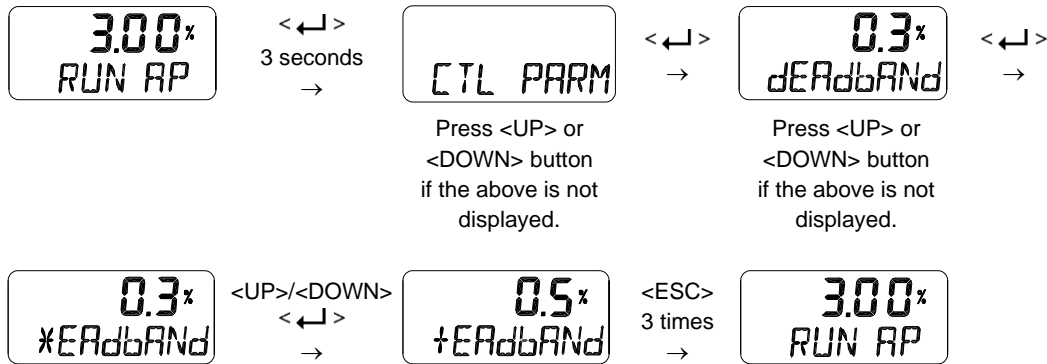 3.00%
RUN AP
< ↵ >
3 seconds
→
CTL PARM
Press <UP> or
<DOWN> button
if the above is not
displayed.
< ↵ >
→
0.3%
dEAdbANd
Press <UP> or
<DOWN> button
if the above is not
displayed.
< ↵ >
→
0.3%
*EAdbANd
<UP>/<DOWN>
< ↵ >
→
0.5%
+EAdbANd
<ESC>
3 times
→
3.00%
RUN AP